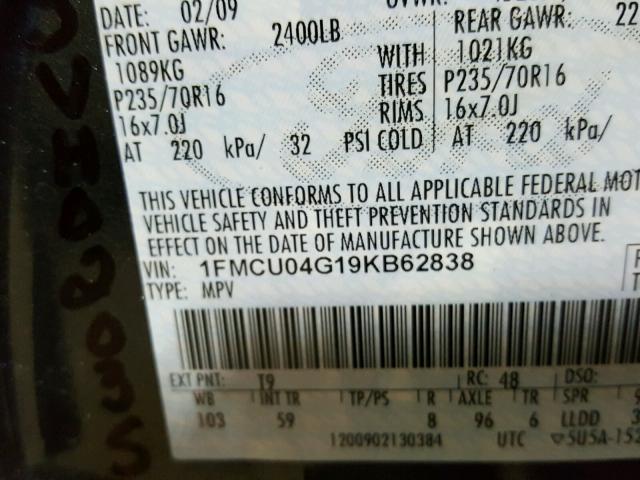 DATE: 02/09
FRONT GAWR: 2400LB
1089KG
P235/70R16
16x7.0J
AT 220 kPa/ 32 PSI COLD
REAR GAWR: 22
WITH 1021KG
TIRES P235/70R16
RIMS 16x7.0J
AT 220 kPa/
THIS VEHICLE CONFORMS TO ALL APPLICABLE FEDERAL MOT
VEHICLE SAFETY AND THEFT PREVENTION STANDARDS IN
EFFECT ON THE DATE OF MANUFACTURE SHOWN ABOVE.
VIN: 1FMCU04G19KB62838
TYPE: MPV
EXT PNT: T9 RC: 48 DSO:
WB INT TR TP/PS R AXLE TR SPR
103 59 8 96 6 LLDD
1200902130384 UTC